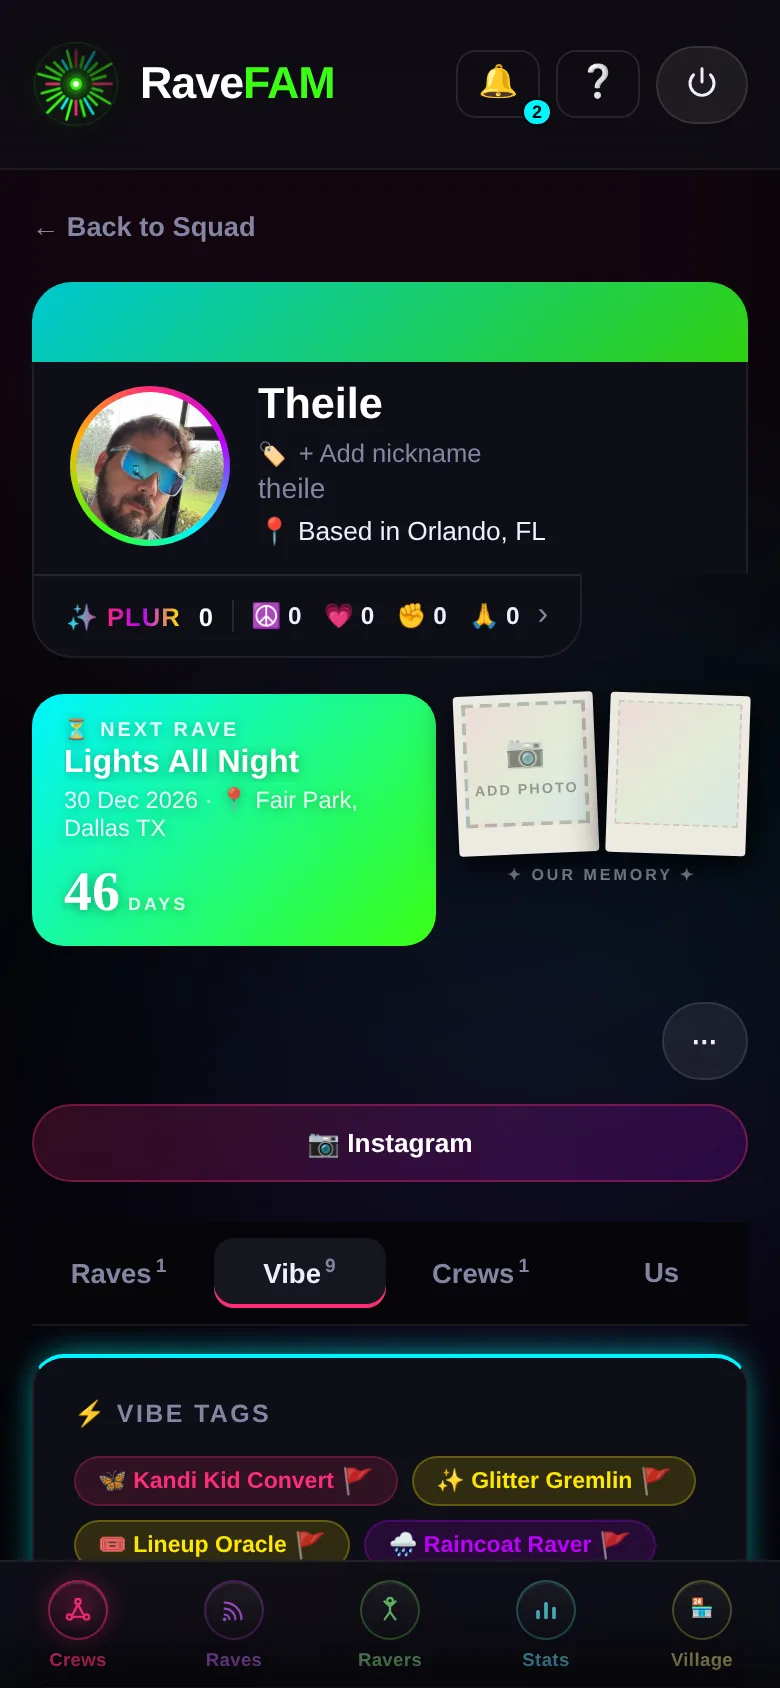 RaveFAM
2
← Back to Squad
Theile
+ Add nickname
theile
Based in Orlando, FL
PLUR 0
0 0 0 0 ›
NEXT RAVE
Lights All Night
30 Dec 2026 · Fair Park,
Dallas TX
46 DAYS
ADD PHOTO
✦ OUR MEMORY ✦
...
Instagram
Raves 1
Vibe 9
Crews 1
Us
VIBE TAGS
Kandi Kid Convert
Glitter Gremlin
Lineup Oracle
Raincoat Raver
Crews
Raves
Ravers
Stats
Village